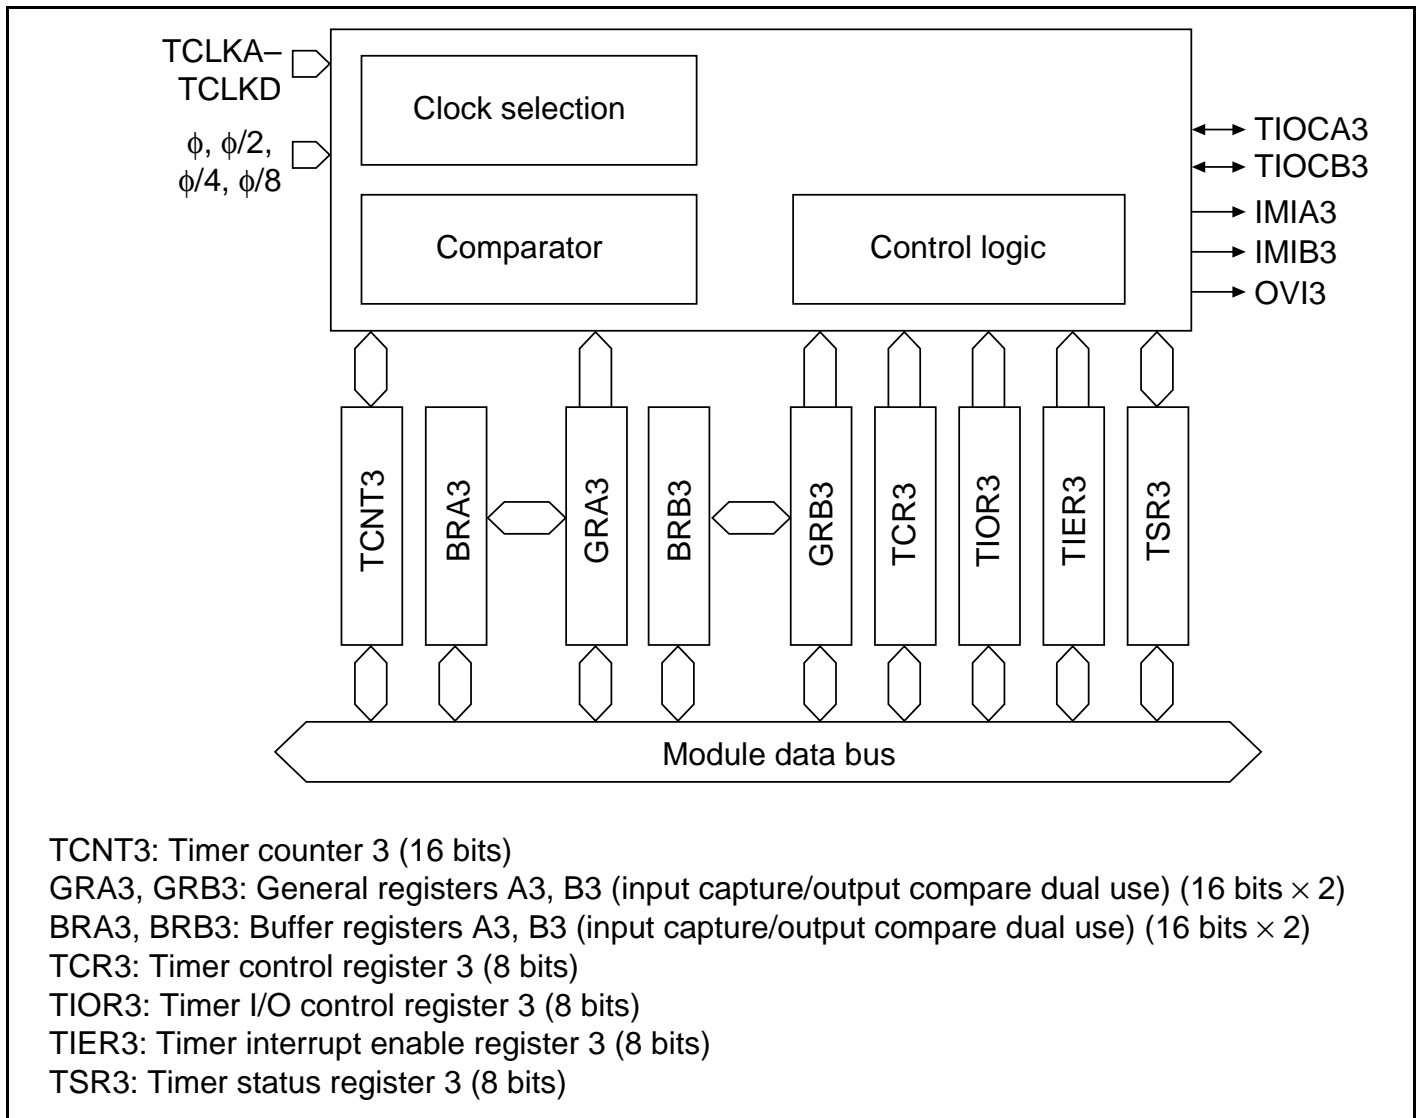 TCLKA–
TCLKD
ϕ, ϕ/2,
ϕ/4, ϕ/8
Clock selection
Comparator
Control logic
TIOCA3
TIOCB3
IMIA3
IMIB3
OVI3
TCNT3
BRA3
GRA3
BRB3
GRB3
TCR3
TIOR3
TIER3
TSR3
Module data bus
TCNT3: Timer counter 3 (16 bits)
GRA3, GRB3: General registers A3, B3 (input capture/output compare dual use) (16 bits × 2)
BRA3, BRB3: Buffer registers A3, B3 (input capture/output compare dual use) (16 bits × 2)
TCR3: Timer control register 3 (8 bits)
TIOR3: Timer I/O control register 3 (8 bits)
TIER3: Timer interrupt enable register 3 (8 bits)
TSR3: Timer status register 3 (8 bits)